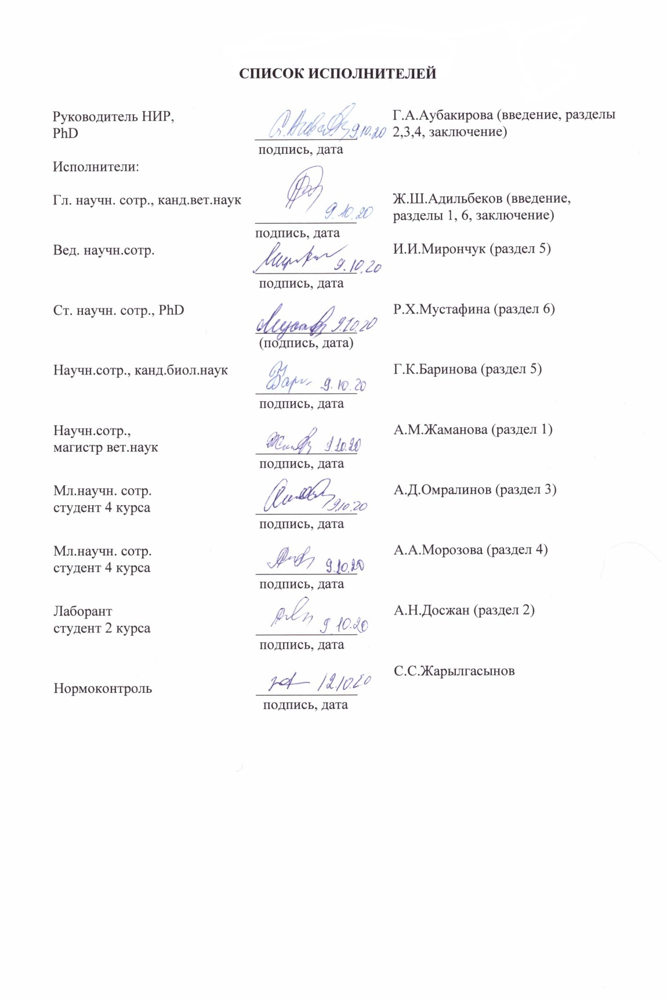 СПИСОК ИСПОЛНИТЕЛЕЙ
Руководитель НИР,
PhD
9.10.20
подпись, дата
Г.А.Аубакирова (введение, разделы
2,3,4, заключение)
Исполнители:
Гл. научн. сотр., канд.вет.наук
9.10.20
подпись, дата
Ж.Ш.Адильбеков (введение,
разделы 1, 6, заключение)
Вед. научн.сотр.
9.10.20
подпись, дата
И.И.Мирончук (раздел 5)
Ст. научн. сотр., PhD
9.10.20
(подпись, дата)
Р.Х.Мустафина (раздел 6)
Научн.сотр., канд.биол.наук
9.10.20
подпись, дата
Г.К.Баринова (раздел 5)
Научн.сотр.,
магистр вет.наук
9.10.20
подпись, дата
А.М.Жаманова (раздел 1)
Мл.научн. сотр.
студент 4 курса
9.10.20
подпись, дата
А.Д.Омралинов (раздел 3)
Мл.научн. сотр.
студент 4 курса
9.10.20
подпись, дата
А.А.Морозова (раздел 4)
Лаборант
студент 2 курса
9.10.20
подпись, дата
А.Н.Досжан (раздел 2)
Нормоконтроль
12.10.20
подпись, дата
С.С.Жарылгасынов